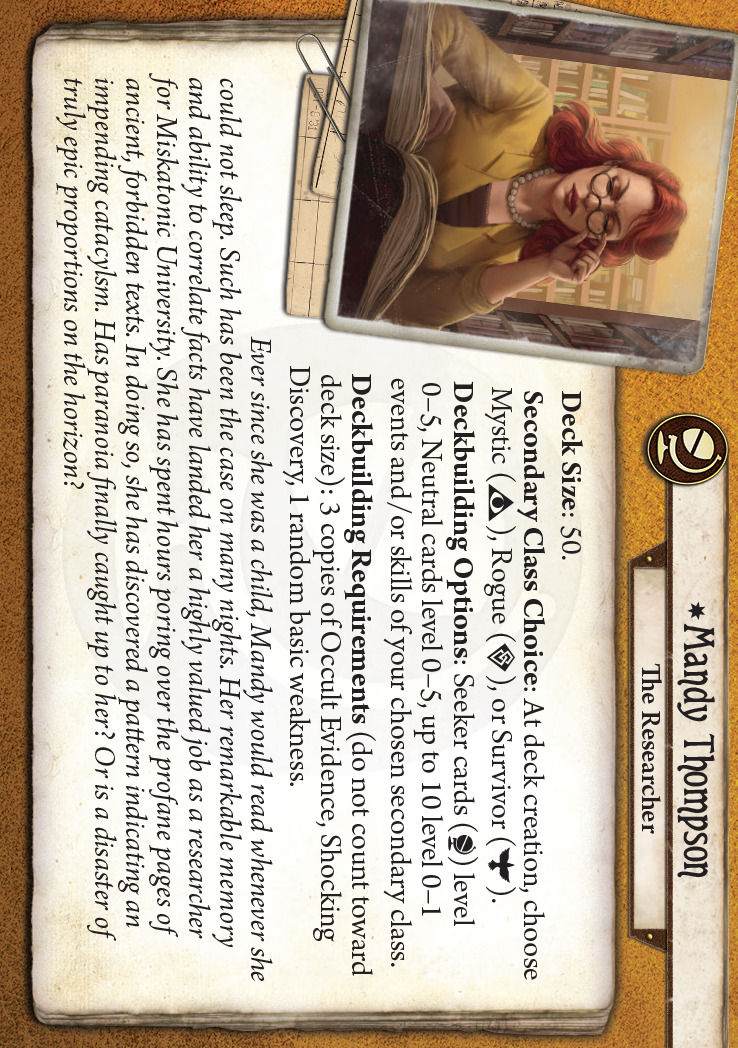 Mandy Thompson
The Researcher
Deck Size: 50.
Secondary Class Choice: At deck creation, choose
Mystic ( ), Rogue ( ), or Survivor ( ).
Deckbuilding Options: Seeker cards ( ) level
0–5, Neutral cards level 0–5, up to 10 level 0–1
events and/or skills of your chosen secondary class.
Deckbuilding Requirements (do not count toward
deck size): 3 copies of Occult Evidence, Shocking
Discovery, 1 random basic weakness.
Ever since she was a child, Mandy would read whenever she
could not sleep. Such has been the case on many nights. Her remarkable memory
and ability to correlate facts have landed her a highly valued job as a researcher
for Miskatonic University. She has spent hours poring over the profane pages of
ancient, forbidden texts. In doing so, she has discovered a pattern indicating an
impending catacylsm. Has paranoia finally caught up to her? Or is a disaster of
truly epic proportions on the horizon?